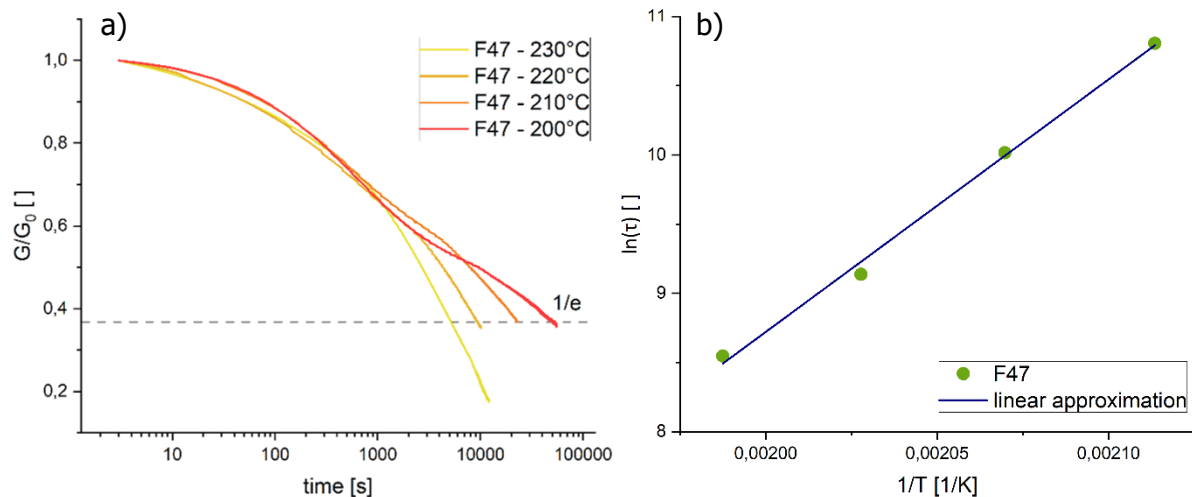 a)
F47 - 230°C
F47 - 220°C
F47 - 210°C
F47 - 200°C
1,0
0,8
0,6
0,4
0,2
G/G0 [ ]
1/e
10
100
1000
10000
100000
time [s]
b)
11
10
9
8
ln(τ) [ ]
F47
linear approximation
0,00200
0,00205
0,00210
1/T [1/K]